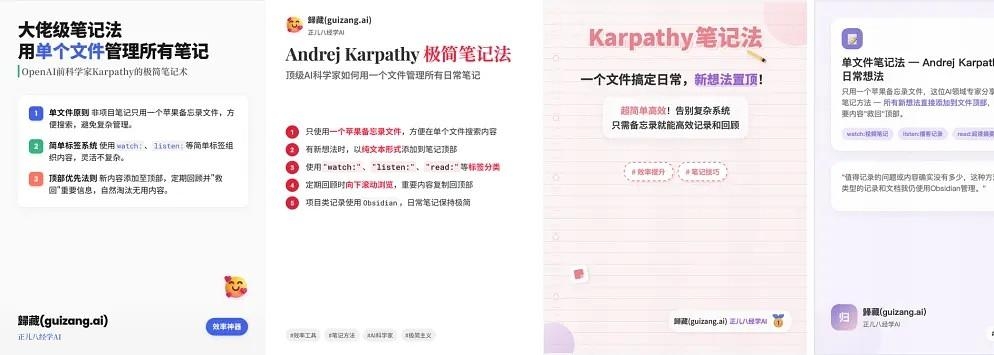 大佬级笔记法
用单个文件管理所有笔记
OpenAI前科学家Karpathy的极简笔记术
1 单文件原则 非项目笔记只用一个苹果备忘录文件，方
便搜索，避免复杂管理。
2 简单标签系统 使用 watch:、listen: 等简单标签组
织内容，灵活不复杂。
3 顶部优先法则 新内容添加至顶部，定期回顾并"救
回"重要信息，自然淘汰无用内容。
歸藏(guizang.ai)
正儿八经学AI
效率神器
歸藏(guizang.ai)
正儿八经学AI
Andrej Karpathy 极简笔记法
顶级AI科学家如何用一个文件管理所有日常笔记
1 只使用一个苹果备忘录文件，方便在单个文件搜索内容
2 有新想法时，以纯文本形式添加到笔记顶部
3 使用"watch:"、"listen:"、"read:"等标签分类
4 定期回顾时向下滚动浏览，重要内容复制回顶部
5 项目类记录使用 Obsidian，日常笔记保持极简
#效率工具 #笔记方法 #AI科学家 #极简主义
Karpathy笔记法
一个文件搞定日常，新想法置顶！
超简单高效！告别复杂系统
只需备忘录就能高效记录和回顾
# 效率提升 # 笔记技巧
歸藏(guizang.ai) 正儿八经学AI
单文件笔记法 — Andrej Karpath
日常想法
只用一个苹果备忘录文件，这位AI领域专家分享
笔记方法 — 所有新想法直接添加到文件顶部，
要内容"救回"顶部。
watch:视频笔记 listen:播客记录 read:阅读摘要
"值得记录的问题或内容确实没有多少，这种方
类型的记录和文档我仍使用Obsidian管理。"
归
歸藏(guizang.ai)
正儿八经学AI